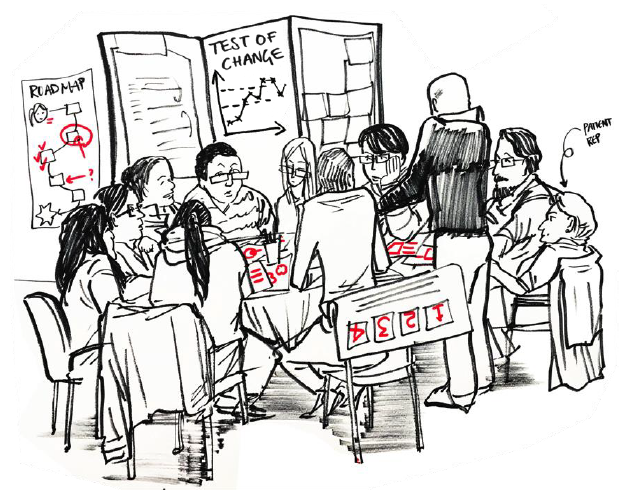 TEST OF
CHANGE
ROADMAP
?
PATIENT
REP
1 2 3 4